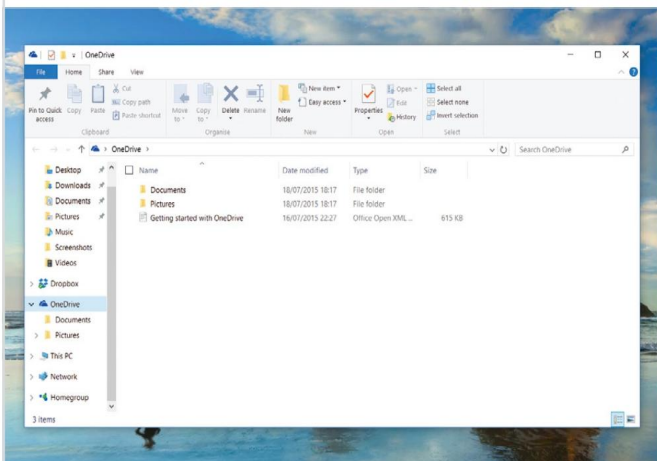 OneDrive
File Home Share View
Pin to Quick access
Copy
Paste
Cut
Copy path
Paste shortcut
Clipboard
Move to
Copy to
Delete
Rename
Organise
New folder
New item
Easy access
New
Properties
Open
Edit
History
Open
Select all
Select none
Invert selection
Select
OneDrive
Search OneDrive
Desktop
Downloads
Documents
Pictures
Music
Screenshots
Videos
Dropbox
OneDrive
Documents
Pictures
This PC
Network
Homegroup
Name Date modified Type Size
Documents 18/07/2015 18:17 File folder
Pictures 18/07/2015 18:17 File folder
Getting started with OneDrive 16/07/2015 22:27 Office Open XML ... 615 KB
3 items